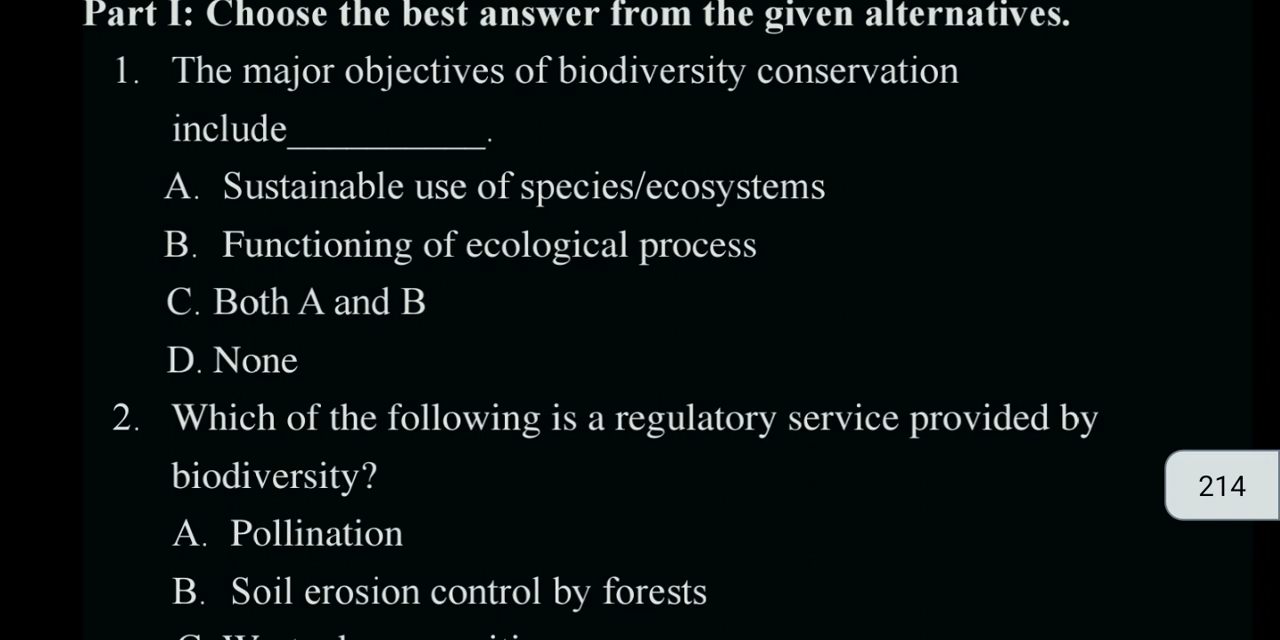 Part I: Choose the best answer from the given alternatives.
1. The major objectives of biodiversity conservation
include__________.
A. Sustainable use of species/ecosystems
B. Functioning of ecological process
C. Both A and B
D. None
2. Which of the following is a regulatory service provided by
biodiversity?
214
A. Pollination
B. Soil erosion control by forests